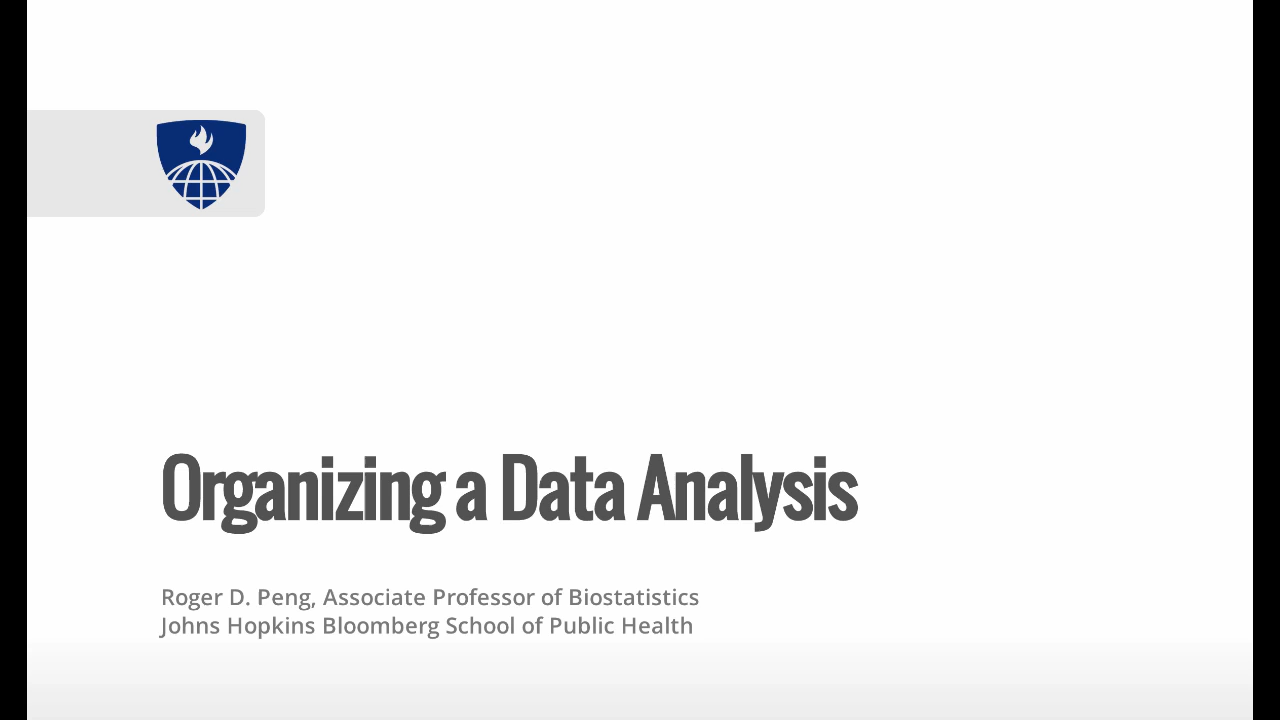 Organizing a Data Analysis
Roger D. Peng, Associate Professor of Biostatistics
Johns Hopkins Bloomberg School of Public Health